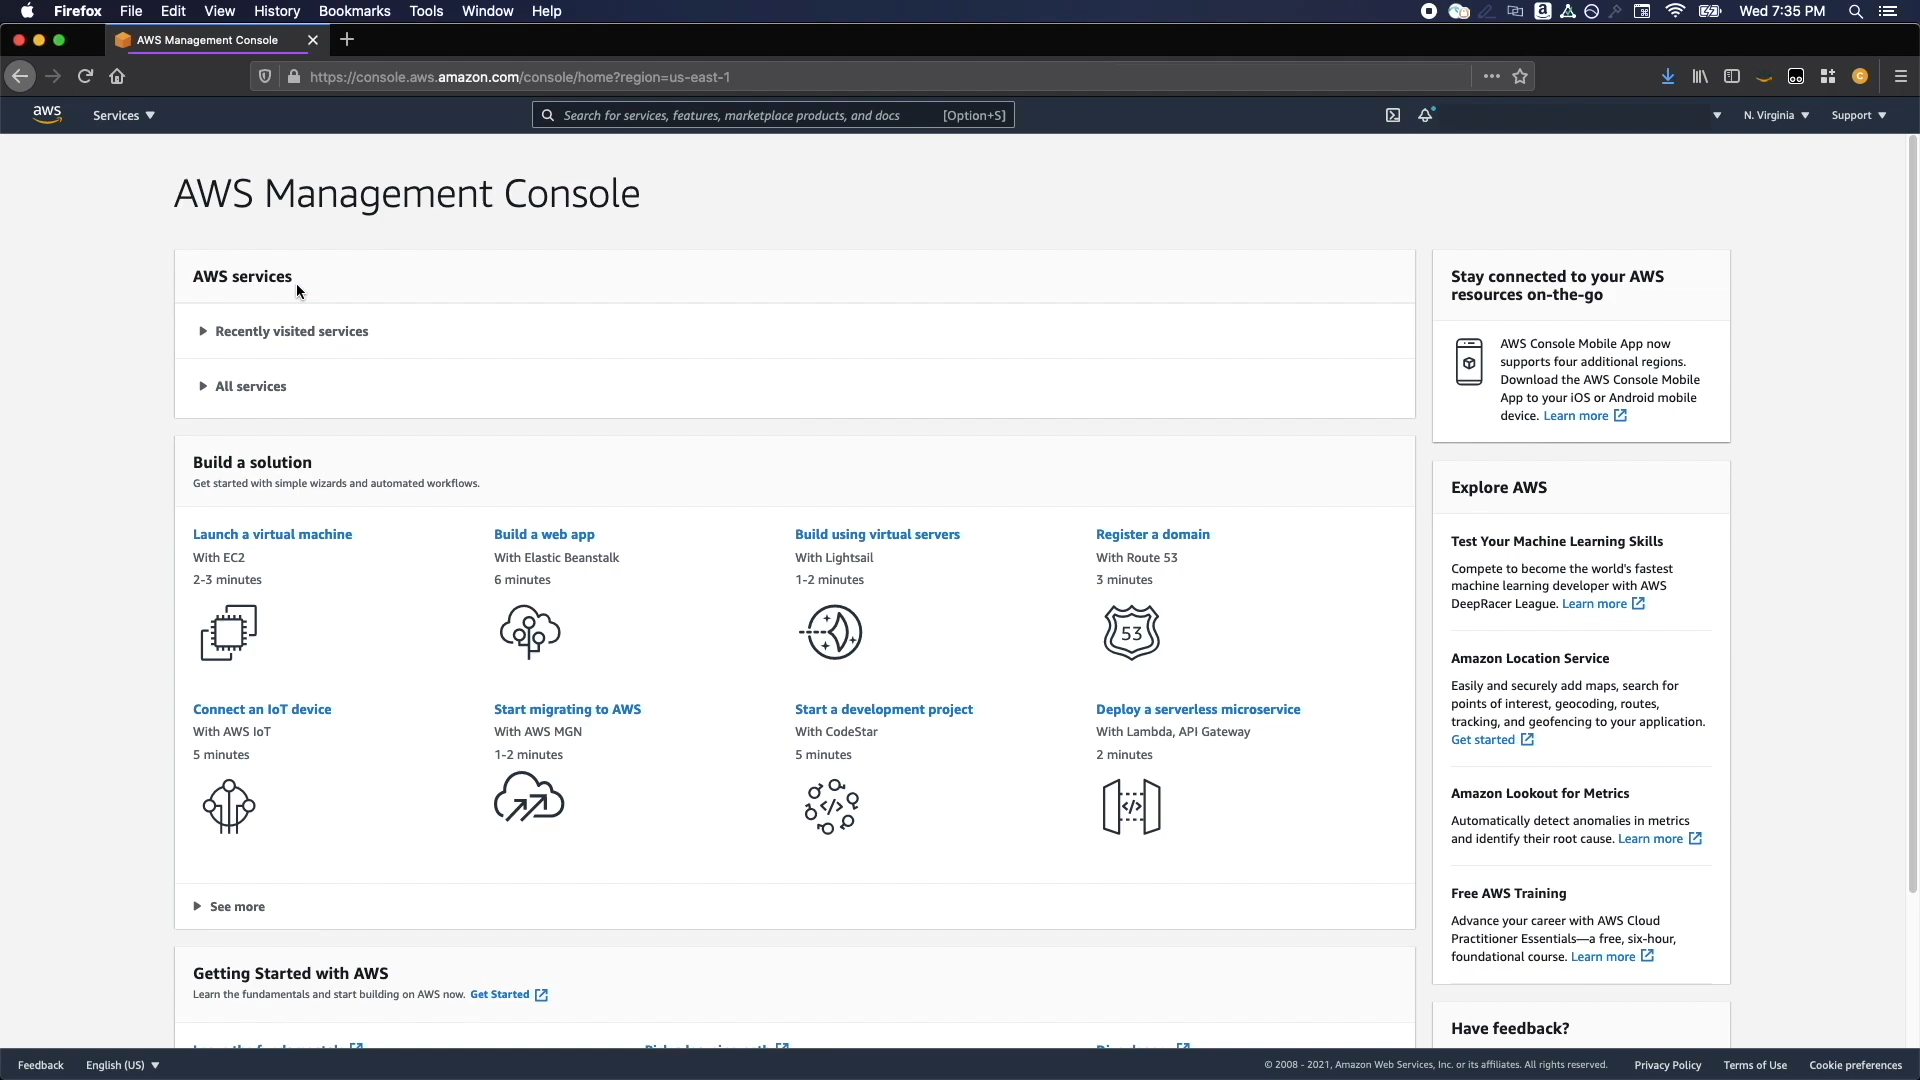 Firefox File Edit View History Bookmarks Tools Window Help
Wed 7:35 PM
AWS Management Console
https://console.aws.amazon.com/console/home?region=us-east-1
aws
Services
Search for services, features, marketplace products, and docs [Option+S]
N. Virginia
Support
AWS Management Console
AWS services
Recently visited services
All services
Build a solution
Get started with simple wizards and automated workflows.
Launch a virtual machine
With EC2
2-3 minutes
Build a web app
With Elastic Beanstalk
6 minutes
Build using virtual servers
With Lightsail
1-2 minutes
Register a domain
With Route 53
3 minutes
53
Connect an IoT device
With AWS IoT
5 minutes
Start migrating to AWS
With AWS MGN
1-2 minutes
Start a development project
With CodeStar
5 minutes
Deploy a serverless microservice
With Lambda, API Gateway
2 minutes
See more
Getting Started with AWS
Learn the fundamentals and start building on AWS now. Get Started
Stay connected to your AWS
resources on-the-go
AWS Console Mobile App now
supports four additional regions.
Download the AWS Console Mobile
App to your iOS or Android mobile
device. Learn more
Explore AWS
Test Your Machine Learning Skills
Compete to become the world's fastest
machine learning developer with AWS
DeepRacer League. Learn more
Amazon Location Service
Easily and securely add maps, search for
points of interest, geocoding, routes,
tracking, and geofencing to your application.
Get started
Amazon Lookout for Metrics
Automatically detect anomalies in metrics
and identify their root cause. Learn more
Free AWS Training
Advance your career with AWS Cloud
Practitioner Essentials—a free, six-hour,
foundational course. Learn more
Have feedback?
Feedback
English (US)
© 2008 - 2021, Amazon Web Services, Inc. or its affiliates. All rights reserved.
Privacy Policy
Terms of Use
Cookie preferences